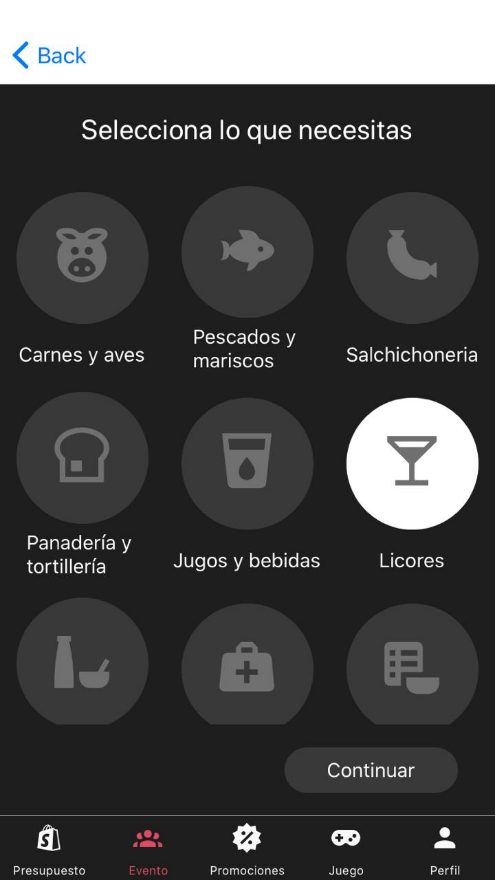 Back
Selecciona lo que necesitas
Carnes y aves
Pescados y
mariscos
Salchichoneria
Panadería y
tortillería
Jugos y bebidas
Licores
Continuar
Presupuesto
Evento
Promociones
Juego
Perfil